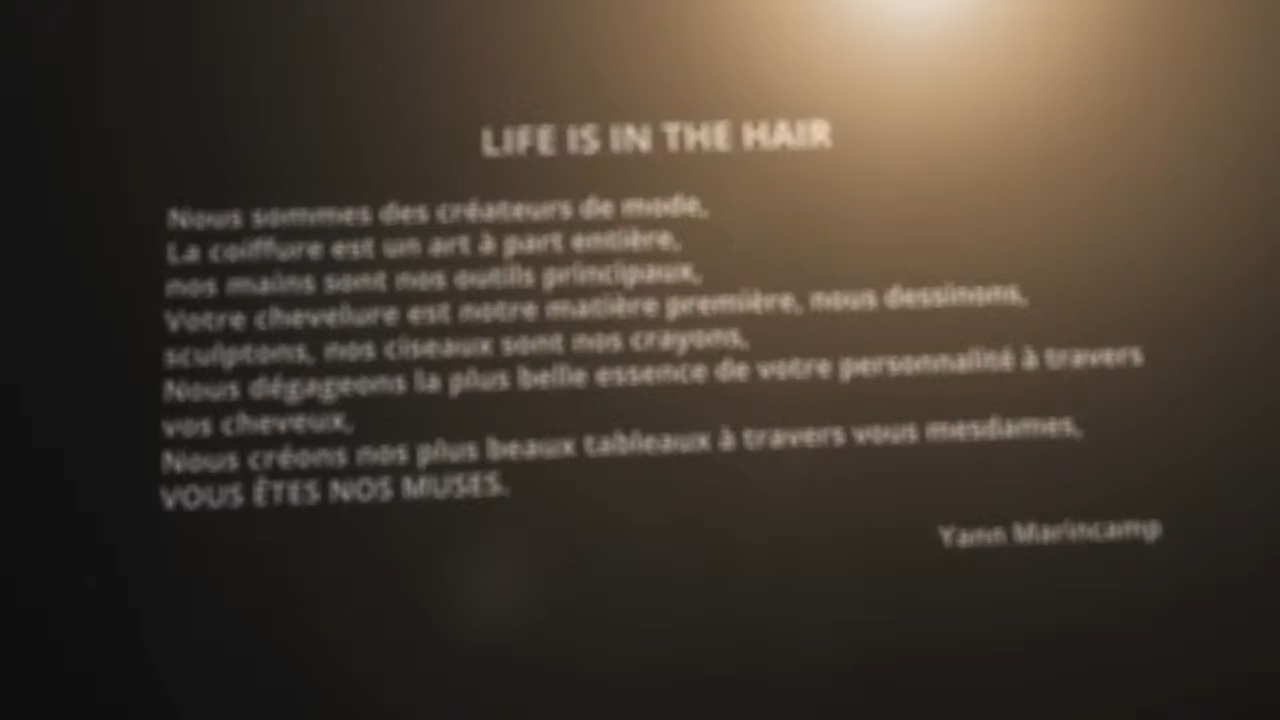 LIFE IS IN THE HAIR
Nous sommes des créateurs de mode,
La coiffure est un art à part entière,
nos mains sont nos outils principaux,
Votre chevelure est notre matière première, nous dessinons,
sculptons, nos ciseaux sont nos crayons,
Nous dégageons la plus belle essence de votre personnalité à travers
vos cheveux,
Nous créons nos plus beaux tableaux à travers vous mesdames,
VOUS ÊTES NOS MUSES.
Yann Marincamp